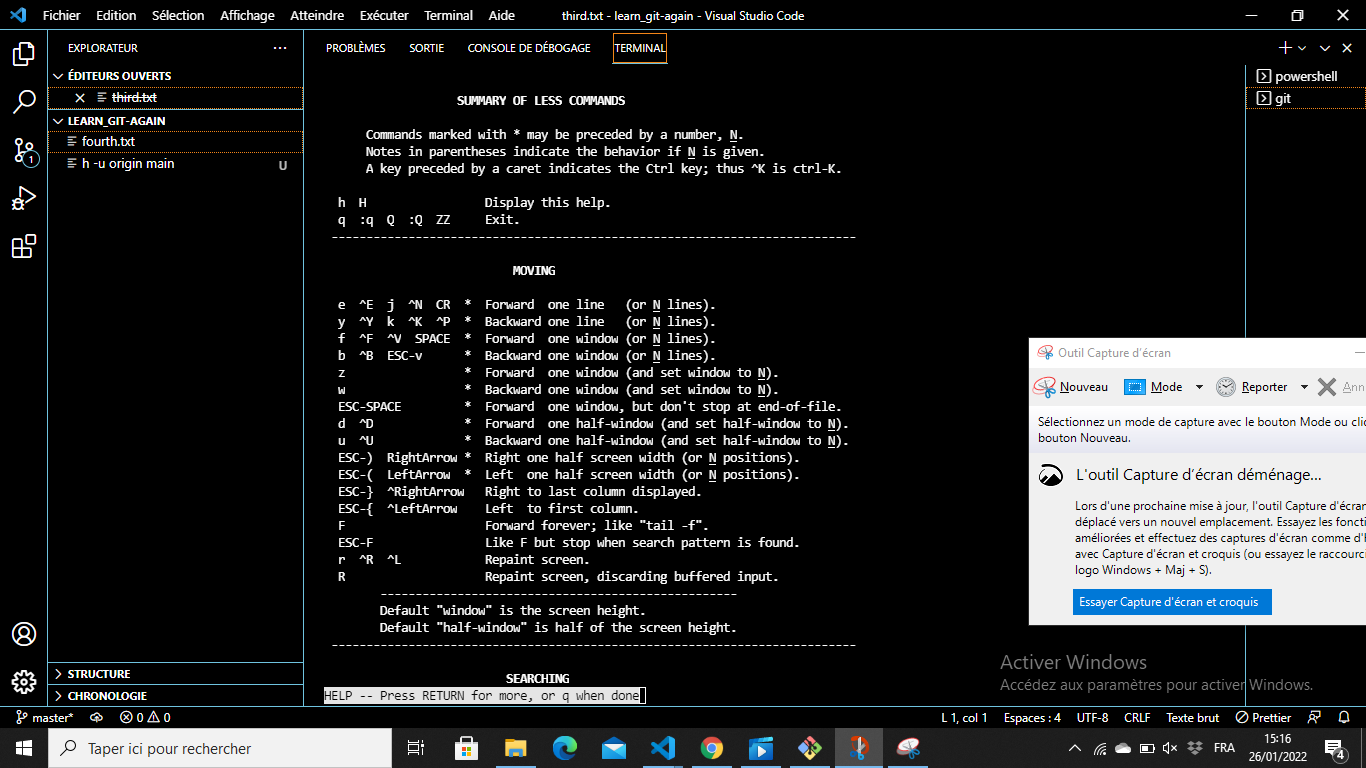 Fichier Edition Sélection Affichage Atteindre Exécuter Terminal Aide third.txt - learn_git-again - Visual Studio Code
EXPLORATEUR
PROBLÈMES SORTIE CONSOLE DE DÉBOGAGE TERMINAL
ÉDITEURS OUVERTS
third.txt
LEARN_GIT-AGAIN
fourth.txt
h -u origin main U
1
powershell
git
SUMMARY OF LESS COMMANDS
Commands marked with * may be preceded by a number, N.
Notes in parentheses indicate the behavior if N is given.
A key preceded by a caret indicates the Ctrl key; thus ^K is ctrl-K.
h H Display this help.
q :q Q :Q ZZ Exit.
---------------------------------------------------------------------------
MOVING
e ^E j ^N CR * Forward one line (or N lines).
y ^Y k ^K ^P * Backward one line (or N lines).
f ^F ^V SPACE * Forward one window (or N lines).
b ^B ESC-v * Backward one window (or N lines).
z * Forward one window (and set window to N).
w * Backward one window (and set window to N).
ESC-SPACE * Forward one window, but don't stop at end-of-file.
d ^D * Forward one half-window (and set half-window to N).
u ^U * Backward one half-window (and set half-window to N).
ESC-) RightArrow * Right one half screen width (or N positions).
ESC-( LeftArrow * Left one half screen width (or N positions).
ESC-} ^RightArrow Right to last column displayed.
ESC-{ ^LeftArrow Left to first column.
F Forward forever; like "tail -f".
ESC-F Like F but stop when search pattern is found.
r ^R ^L Repaint screen.
R Repaint screen, discarding buffered input.
---------------------------------------------------
Default "window" is the screen height.
Default "half-window" is half of the screen height.
---------------------------------------------------------------------------
SEARCHING
HELP -- Press RETURN for more, or q when done
Outil Capture d'écran
Nouveau Mode Reporter Ann
Sélectionnez un mode de capture avec le bouton Mode ou clic
bouton Nouveau.
L'outil Capture d'écran déménage...
Lors d'une prochaine mise à jour, l'outil Capture d'écran
déplacé vers un nouvel emplacement. Essayez les foncti
améliorées et effectuez des captures d'écran comme d'h
avec Capture d'écran et croquis (ou essayez le raccourci
logo Windows + Maj + S).
Essayer Capture d'écran et croquis
Activer Windows
Accédez aux paramètres pour activer Windows.
STRUCTURE
CHRONOLOGIE
master* 0 0 L 1, col 1 Espaces : 4 UTF-8 CRLF Texte brut Prettier
Taper ici pour rechercher
FRA
15:16
26/01/2022
4